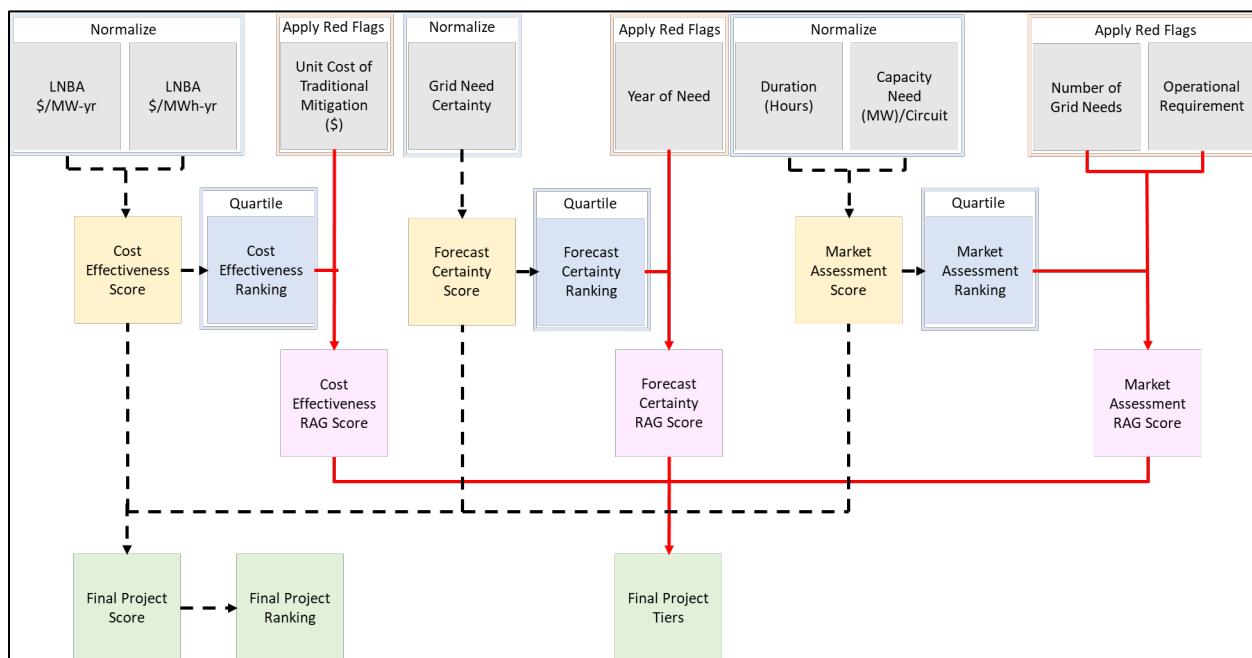 Normalize
LNBA
$/MW-yr
LNBA
$/MWh-yr
Apply Red Flags
Unit Cost of
Traditional
Mitigation
($)
Normalize
Grid Need
Certainty
Apply Red Flags
Year of Need
Normalize
Duration
(Hours)
Capacity
Need
(MW)/Circuit
Apply Red Flags
Number of
Grid Needs
Operational
Requirement
Cost
Effectiveness
Score
Quartile
Cost
Effectiveness
Ranking
Forecast
Certainty
Score
Quartile
Forecast
Certainty
Ranking
Market
Assessment
Score
Quartile
Market
Assessment
Ranking
Cost
Effectiveness
RAG Score
Forecast
Certainty
RAG Score
Market
Assessment
RAG Score
Final Project
Score
Final Project
Ranking
Final Project
Tiers